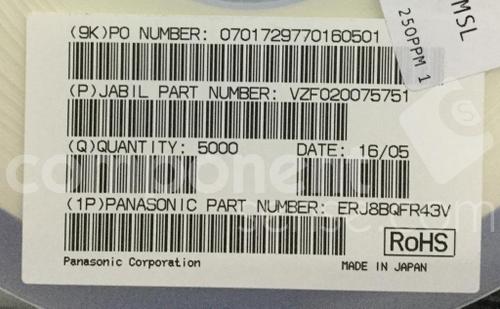 (9K)PO NUMBER: 0701729770160501
MSL
250PPM 1
(P)JABIL PART NUMBER: VZF020075751
(Q)QUANTITY: 5000 DATE: 16/05
(1P)PANASONIC PART NUMBER: ERJ8BQFR43V
RoHS
Panasonic Corporation MADE IN JAPAN